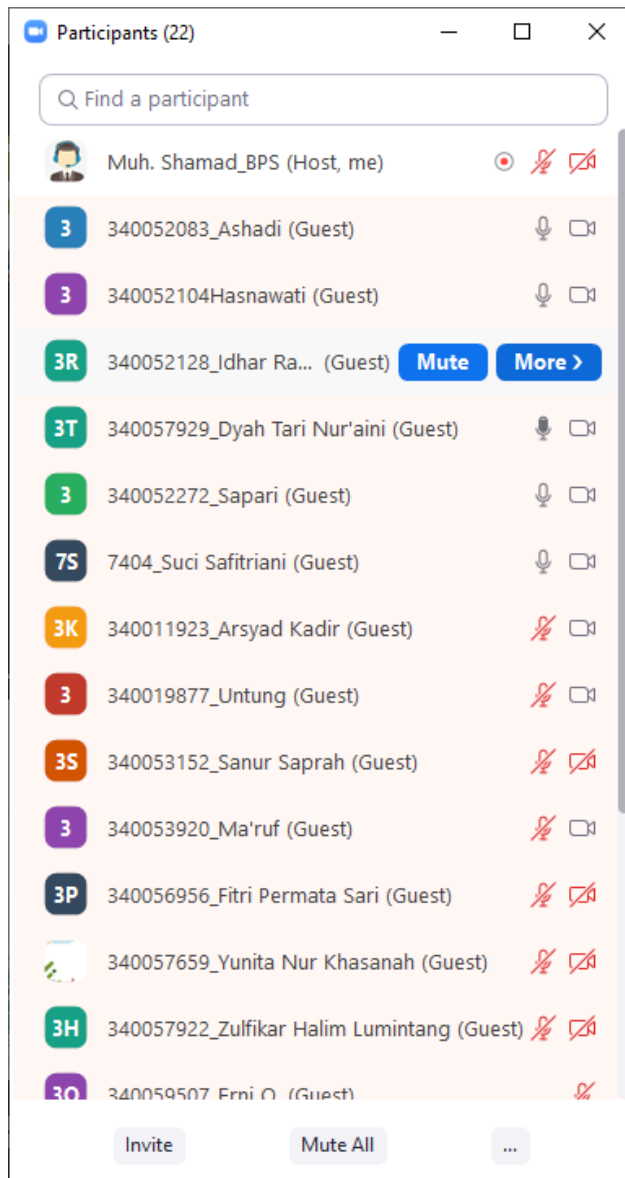 Participants (22)
Find a participant
Muh. Shamad_BPS (Host, me)
3 340052083_Ashadi (Guest)
3 340052104Hasnawati (Guest)
3R 340052128_Idhar Ra... (Guest) Mute More >
3T 340057929_Dyah Tari Nur'aini (Guest)
3 340052272_Sapari (Guest)
7S 7404_Suci Safitriani (Guest)
3K 340011923_Arsyad Kadir (Guest)
3 340019877_Untung (Guest)
3S 340053152_Sanur Saprah (Guest)
3 340053920_Ma'ruf (Guest)
3P 340056956_Fitri Permata Sari (Guest)
340057659_Yunita Nur Khasanah (Guest)
3H 340057922_Zulfikar Halim Lumintang (Guest)
340059507 Erni O. (Guest)
Invite Mute All ...